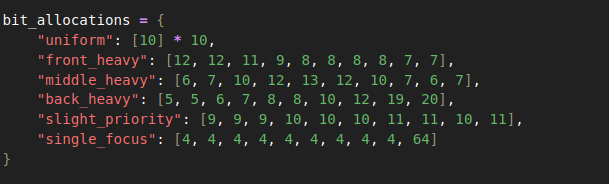 bit_allocations = {
    "uniform": [10] * 10,
    "front_heavy": [12, 12, 11, 9, 8, 8, 8, 8, 7, 7],
    "middle_heavy": [6, 7, 10, 12, 13, 12, 10, 7, 6, 7],
    "back_heavy": [5, 5, 6, 7, 8, 8, 10, 12, 19, 20],
    "slight_priority": [9, 9, 9, 10, 10, 10, 11, 11, 10, 11],
    "single_focus": [4, 4, 4, 4, 4, 4, 4, 4, 4, 64]
}